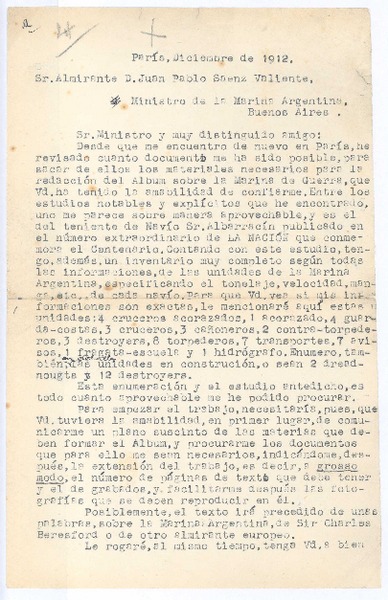 París, Diciembre de 1912.
Sr. Almirante D. Juan Pablo Saenz Valiente,
Ministro de la Marina Argentina,
Buenos Aires.
Sr. Ministro y muy distinguido amigo:
Desde que me encuentro de nuevo en París, he
revisado cuanto documento me ha sido posible, para
sacar de ellos los materiales necesarios para la
redacción del Album sobre la Marina de Guerra, que
Vd. ha tenido la amabilidad de confiarme. Entre los
estudios notables y explícitos que he encontrado,
uno me parece sobre manera aprovechable, y es el
del teniente de Navío Sr. Albarracín publicado en
el número extraordinario de LA NACIÓN que conme-
mora el Centenario. Contando con este estudio, ten-
go, además, un inventario muy completo según todas
las informaciones, de las unidades de la Marina
Argentina, especificando el tonelaje, velocidad, man-
ga, etc., de cada navío. Para que Vd. vea si mis in-
formaciones son exactas, le mencionaré aquí estas u-
unidades: 4 cruceros acorazados, 1 acorazado, 4 guar-
da-costas, 3 cruceros, 3 cañoneros, 2 contra-torpede-
ros, 3 destroyers, 8 torpederos, 7 transportes, 7 avi-
sos, 1 fragata-escuela y 1 hidrógrafo. Enumero, tam-
bién, las unidades en construción, o sean 2 dread-
nougts y 12 destroyers.
Esta enumeración y el estudio antedicho, es
todo cuanto aprovechable me he podido procurar.
Para empezar el trabajo, necesitaría, pues, que
Vd. tuviera la amabilidad, en primer lugar, de comu-
nicarme un plano suscinto de las materias que de-
ben formar el Album, y procurarme los documentos
que para ello me sean necesarios, indicándome, des-
pués, la extensión del trabajo, es decir, a grosso
modo, el número de páginas de texto que debe tener
y el de grabados, y facilitarme después las foto-
grafías que se deben reproducir en él.
Posiblemente, el texto irá precedido de unas
palabras, sobre la Marina Argentina, de Sir Charles
Beresford o de otro almirante europeo.
Le rogaré, al mismo tiempo, tenga Vd. a bien